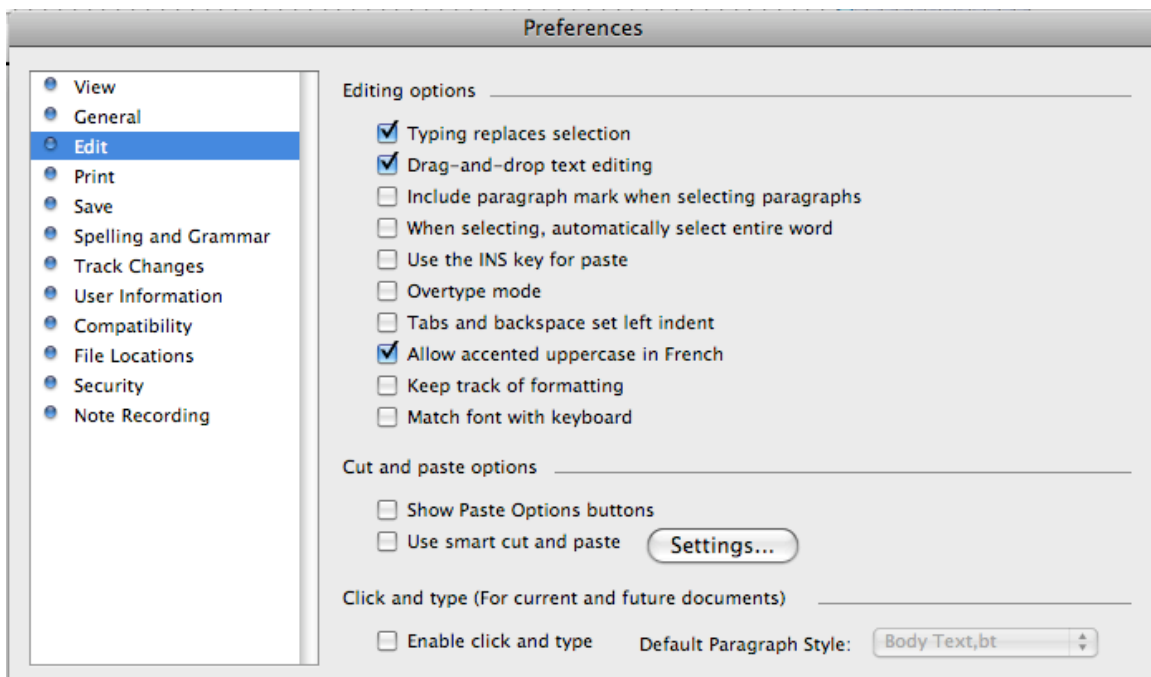 Preferences
View
General
Edit
Print
Save
Spelling and Grammar
Track Changes
User Information
Compatibility
File Locations
Security
Note Recording
Editing options
Typing replaces selection
Drag-and-drop text editing
Include paragraph mark when selecting paragraphs
When selecting, automatically select entire word
Use the INS key for paste
Overtype mode
Tabs and backspace set left indent
Allow accented uppercase in French
Keep track of formatting
Match font with keyboard
Cut and paste options
Show Paste Options buttons
Use smart cut and paste Settings...
Click and type (For current and future documents)
Enable click and type Default Paragraph Style: Body Text,bt